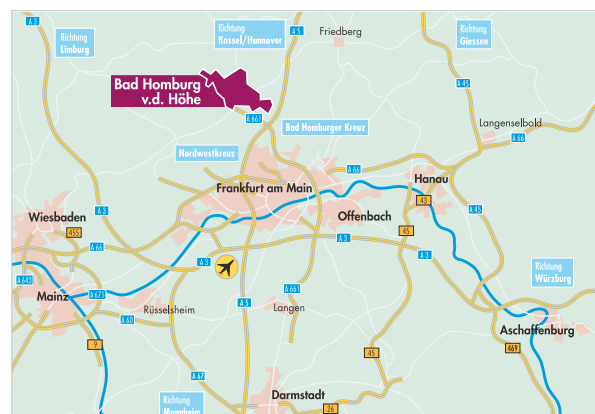 A 3
Richtung
Limburg
Richtung
Kassel/Hannover
A 5
Friedberg
Richtung
Giessen
Bad Homburg
v.d. Höhe
A 45
A 661
Bad Homburger Kreuz
Langenselbold
A 66
Nordwestkreuz
A 66
Hanau
Frankfurt am Main
43
A 3
Wiesbaden
Offenbach
A 45
455
45
A 66
A 3
A 3
A 3
Richtung
Würzburg
A 643
Mainz
A 671
A 661
A 5
Rüsselsheim
Langen
A 60
Aschaffenburg
9
45
469
A 67
Darmstadt
Richtung
Mannheim
26